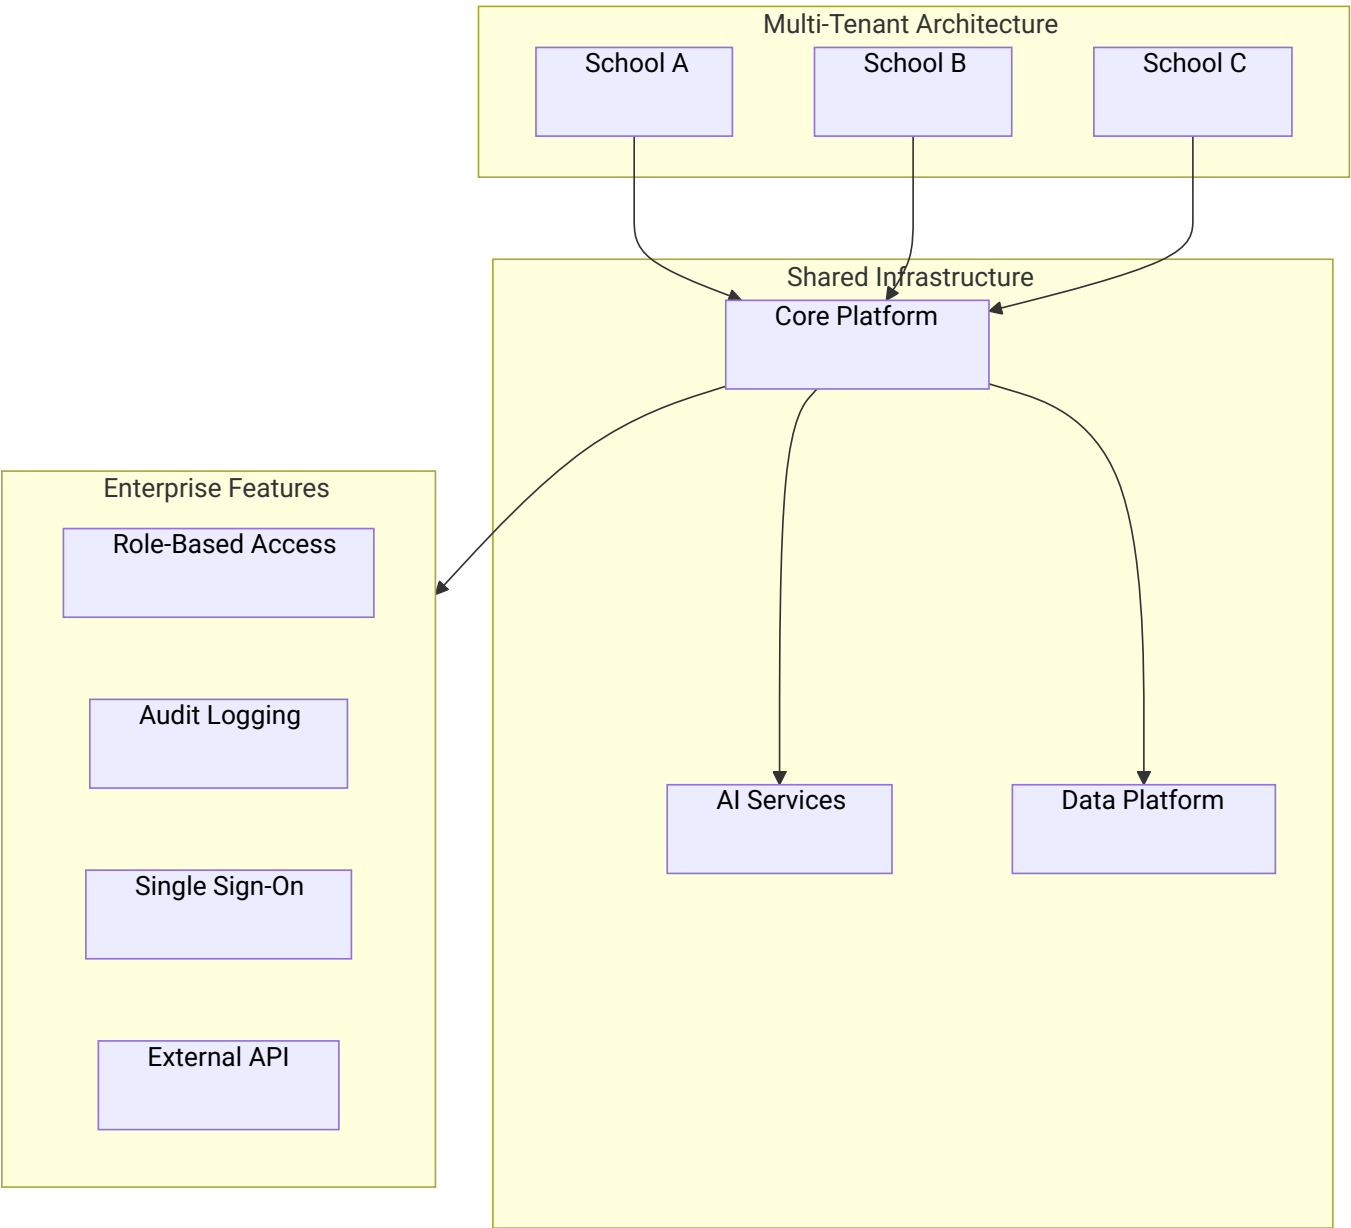 Multi-Tenant Architecture
School A
School B
School C
Shared Infrastructure
Core Platform
Enterprise Features
Role-Based Access
Audit Logging
AI Services
Data Platform
Single Sign-On
External API